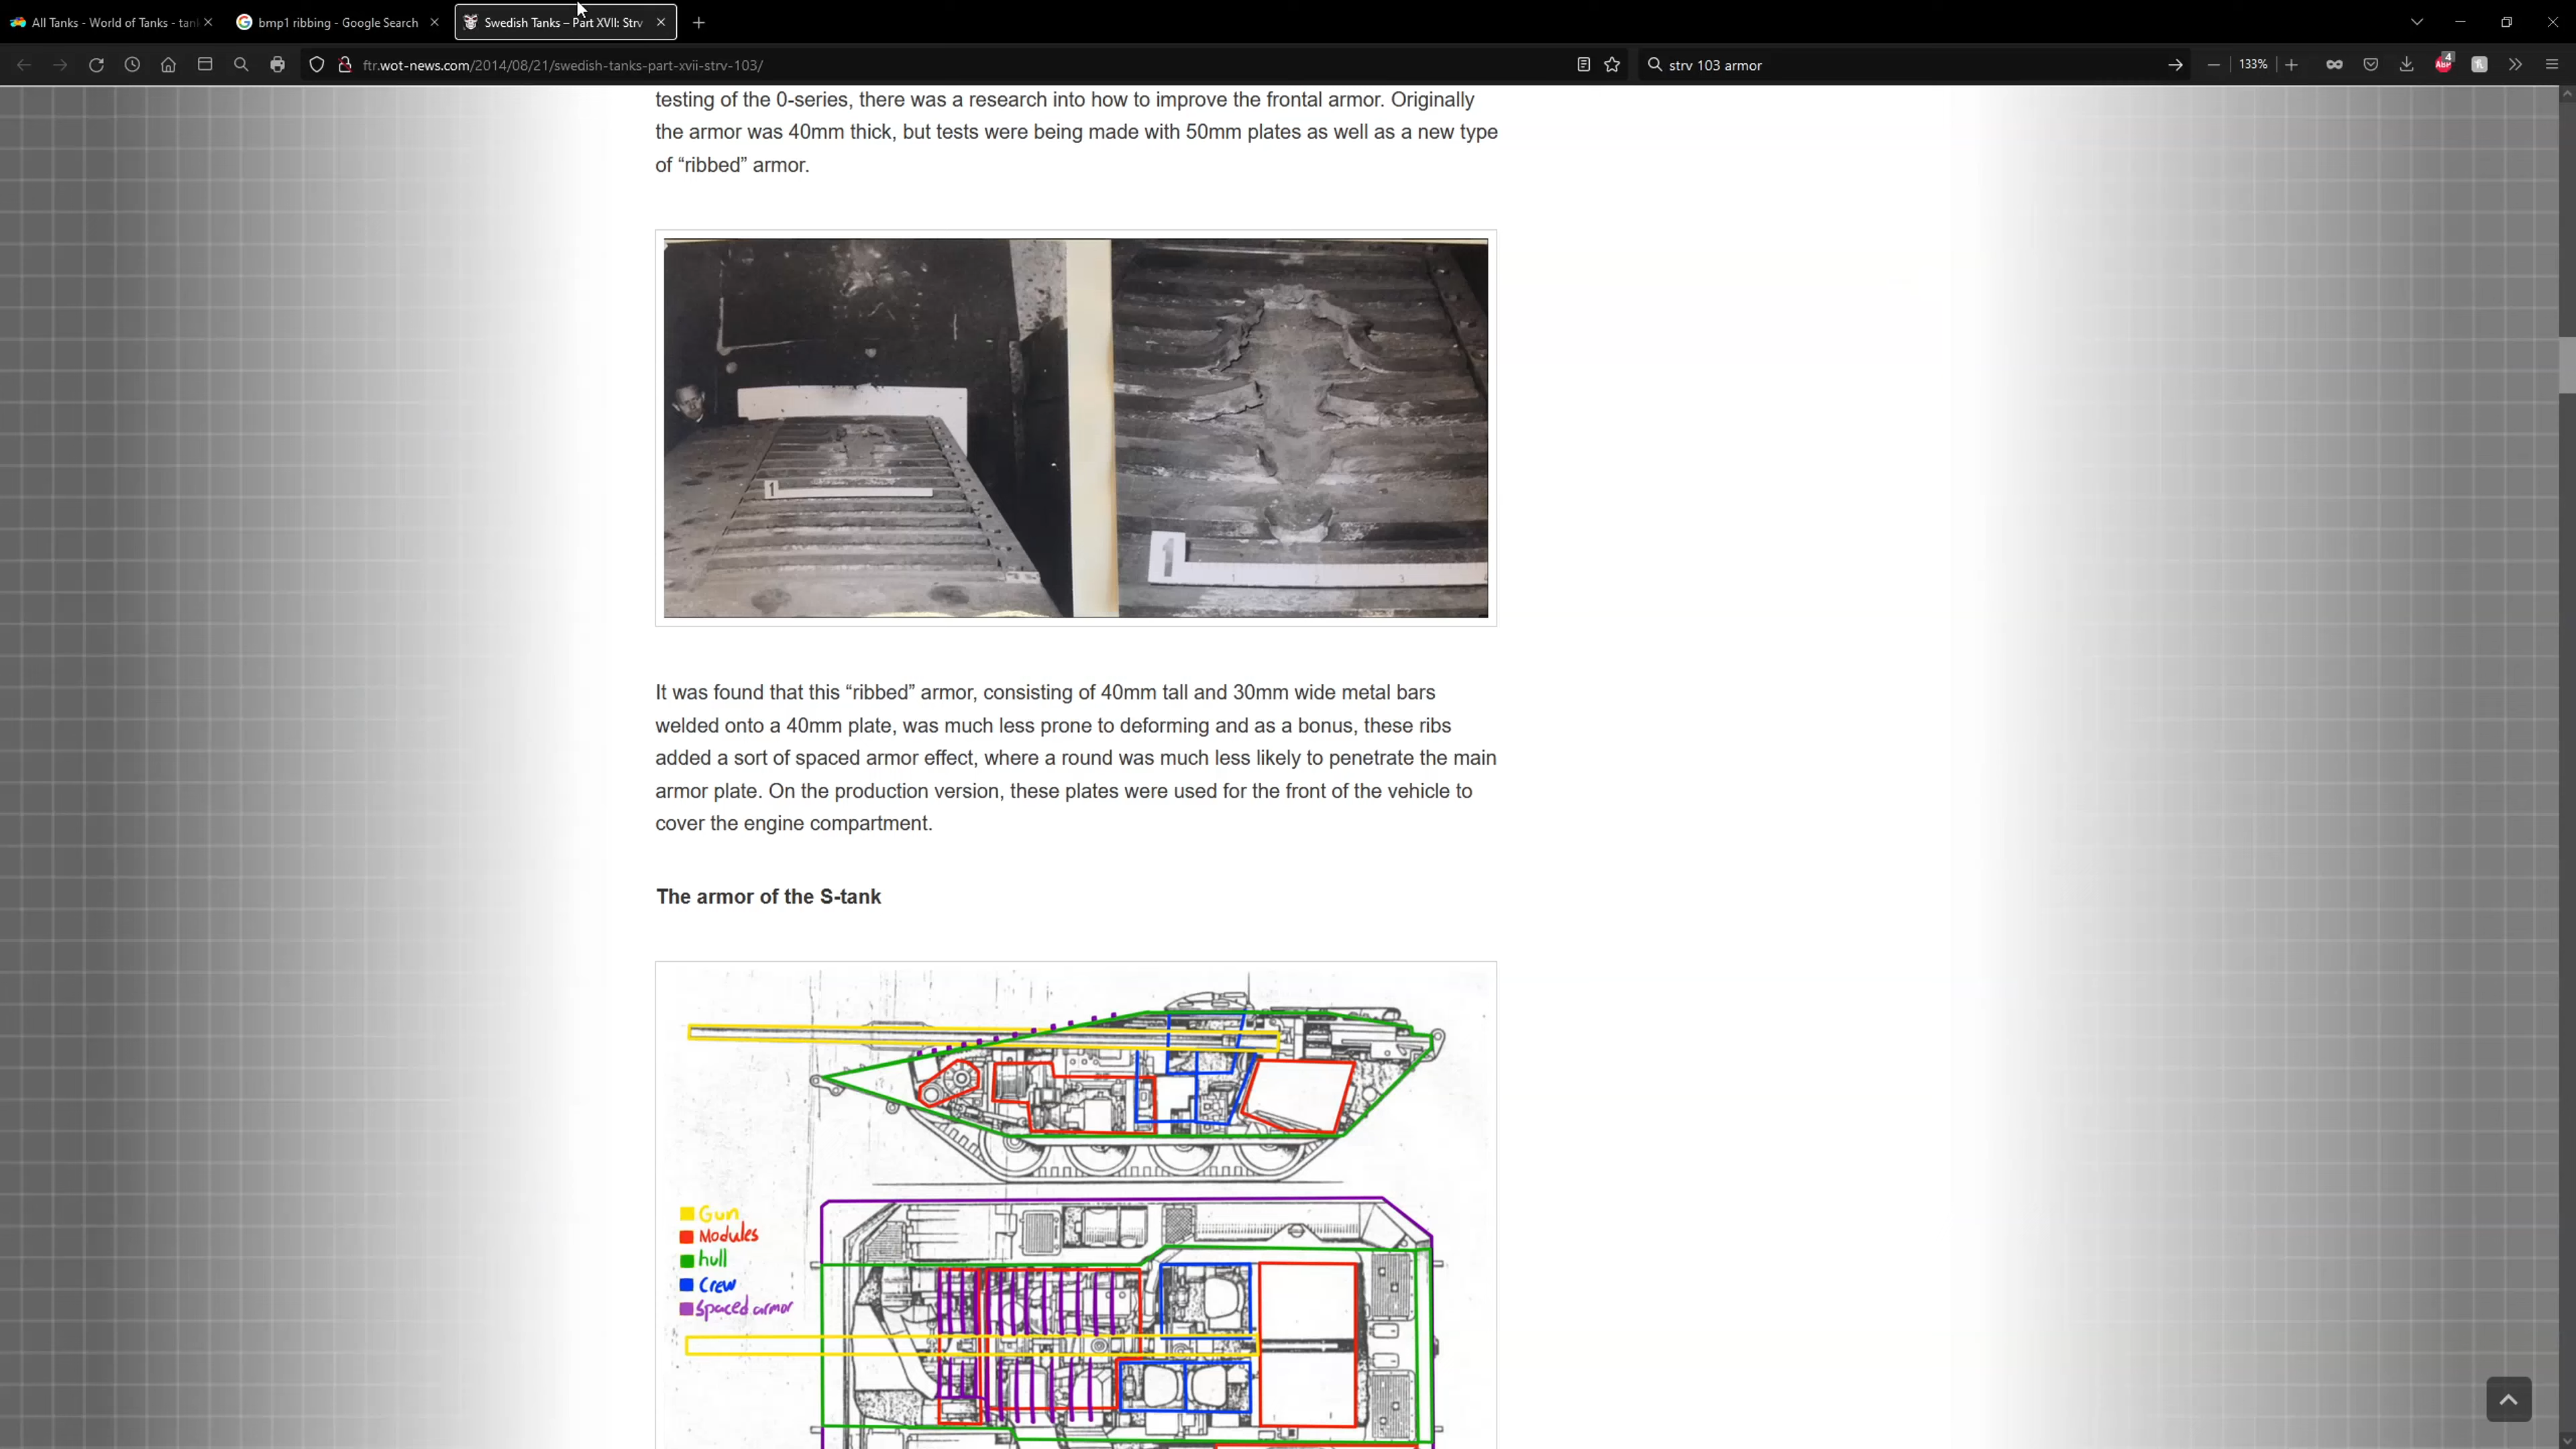 All Tanks - World of Tanks - tan
bmp1 ribbing - Google Search
Swedish Tanks – Part XVII: Strv
ftr.wot-news.com/2014/08/21/swedish-tanks-part-xvii-strv-103/
strv 103 armor
133%
ABP
4
testing of the 0-series, there was a research into how to improve the frontal armor. Originally
the armor was 40mm thick, but tests were being made with 50mm plates as well as a new type
of “ribbed” armor.
1
1
1 2 3
It was found that this “ribbed” armor, consisting of 40mm tall and 30mm wide metal bars
welded onto a 40mm plate, was much less prone to deforming and as a bonus, these ribs
added a sort of spaced armor effect, where a round was much less likely to penetrate the main
armor plate. On the production version, these plates were used for the front of the vehicle to
cover the engine compartment.
The armor of the S-tank
Gun
Modules
hull
Crew
Spaced armor